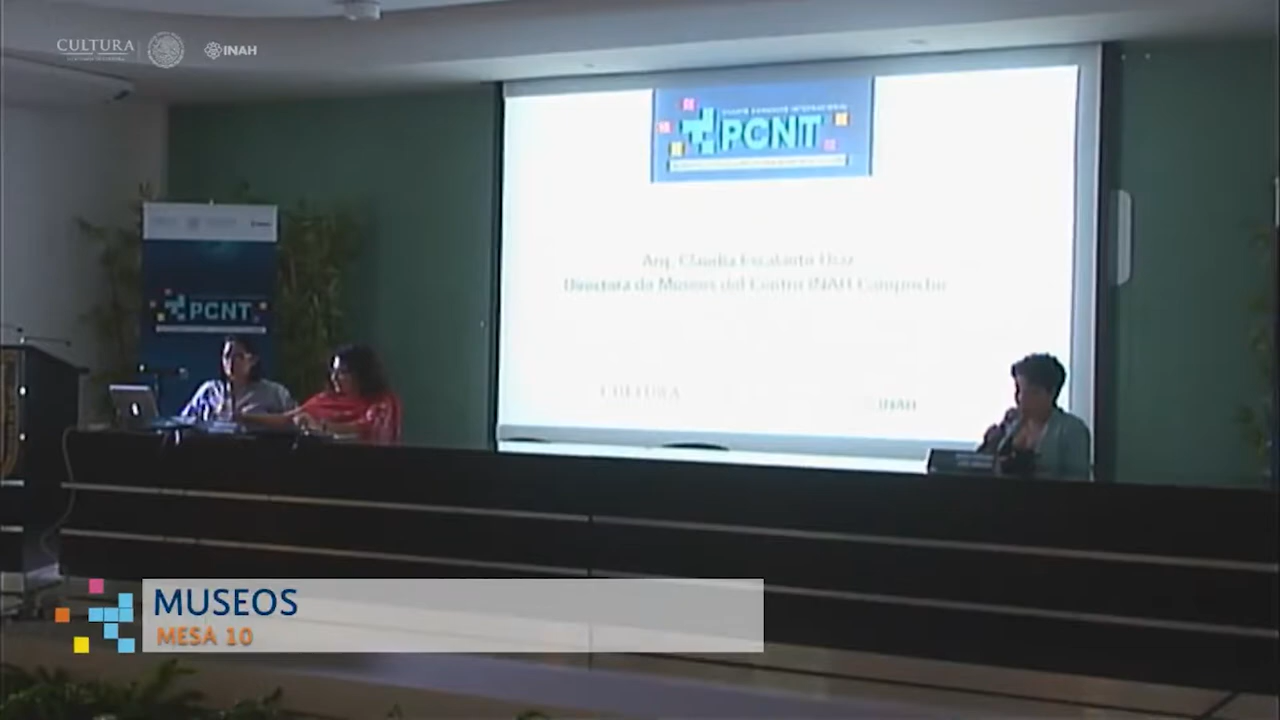 CULTURA
INAH
PCNT
Arq. Claudia Escalante Díaz
Directora de Museos del Centro INAH Campeche
CULTURA
INAH
PCNT
MUSEOS
MESA 10